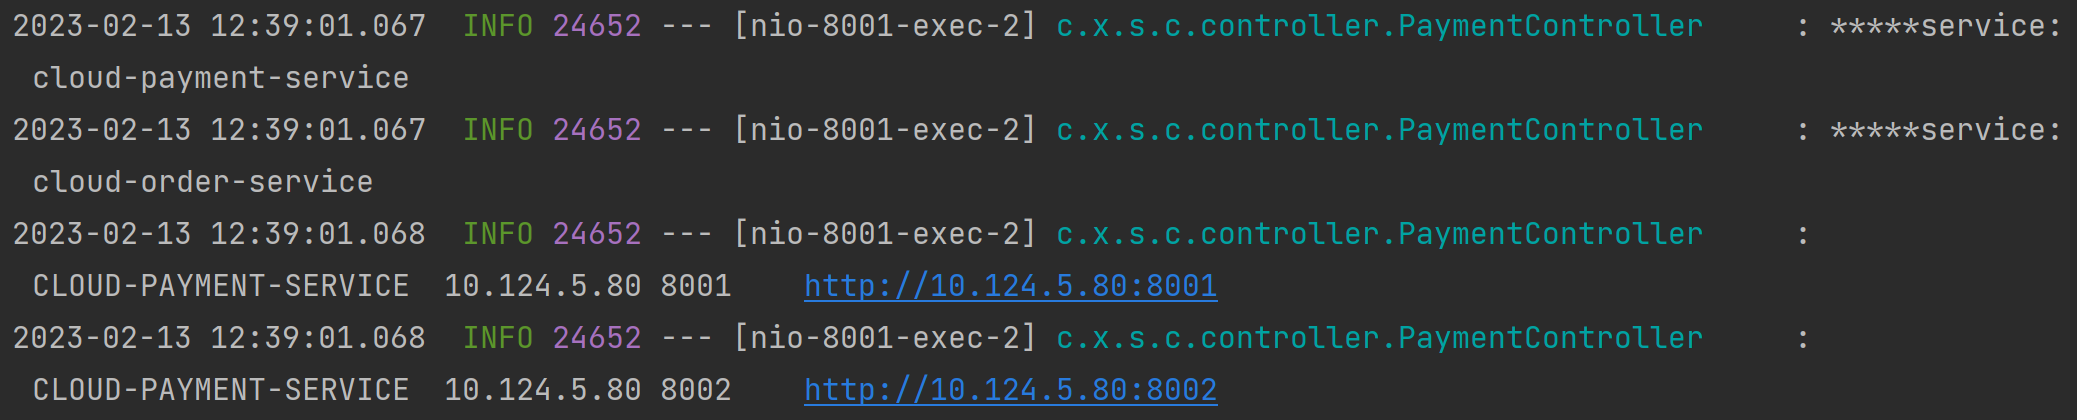 2023-02-13 12:39:01.067  INFO 24652 --- [nio-8001-exec-2] c.x.s.c.controller.PaymentController     : *****service:
cloud-payment-service
2023-02-13 12:39:01.067  INFO 24652 --- [nio-8001-exec-2] c.x.s.c.controller.PaymentController     : *****service:
cloud-order-service
2023-02-13 12:39:01.068  INFO 24652 --- [nio-8001-exec-2] c.x.s.c.controller.PaymentController     :
CLOUD-PAYMENT-SERVICE  10.124.5.80 8001    http://10.124.5.80:8001
2023-02-13 12:39:01.068  INFO 24652 --- [nio-8001-exec-2] c.x.s.c.controller.PaymentController     :
CLOUD-PAYMENT-SERVICE  10.124.5.80 8002    http://10.124.5.80:8002